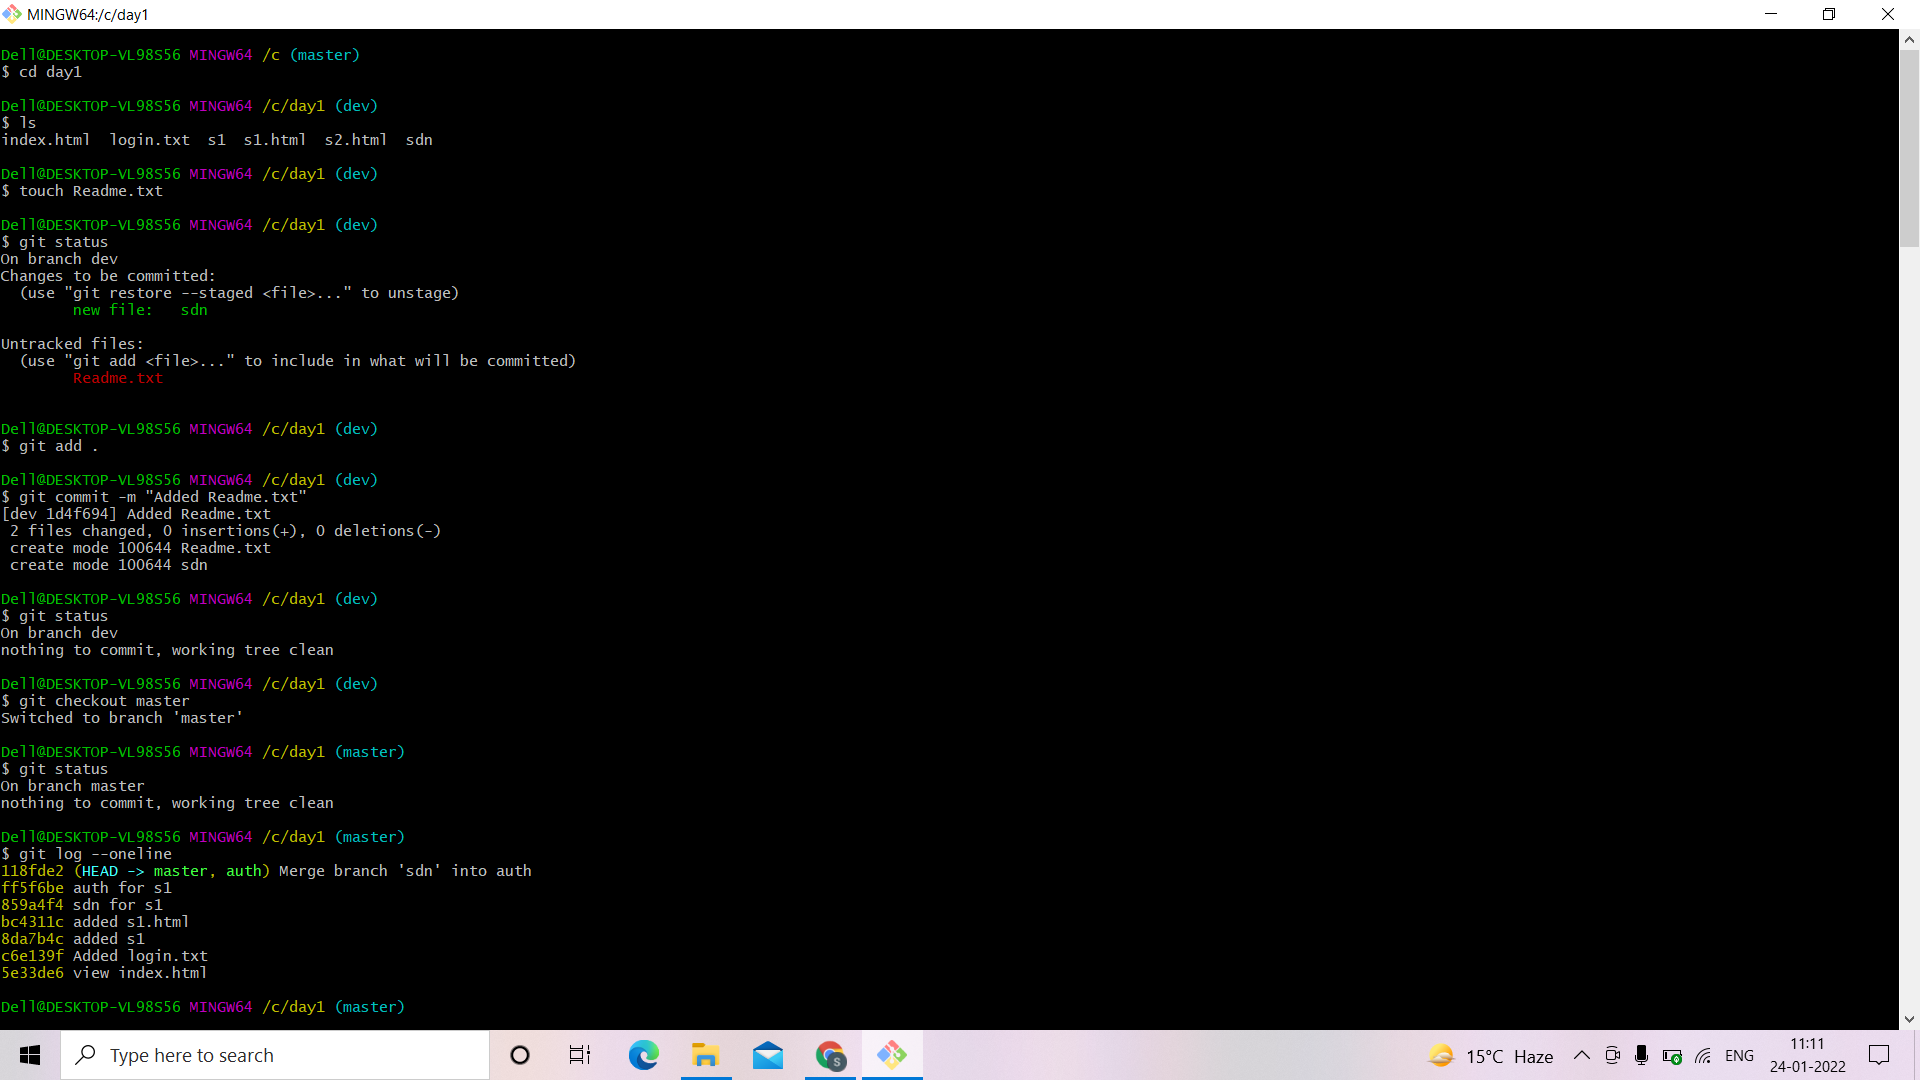 MINGW64:/c/day1
Dell@DESKTOP-VL98S56 MINGW64 /c (master)
$ cd day1
Dell@DESKTOP-VL98S56 MINGW64 /c/day1 (dev)
$ ls
index.html  login.txt  s1  s1.html  s2.html  sdn
Dell@DESKTOP-VL98S56 MINGW64 /c/day1 (dev)
$ touch Readme.txt
Dell@DESKTOP-VL98S56 MINGW64 /c/day1 (dev)
$ git status
On branch dev
Changes to be committed:
  (use "git restore --staged <file>..." to unstage)
        new file:   sdn
Untracked files:
  (use "git add <file>..." to include in what will be committed)
        Readme.txt
Dell@DESKTOP-VL98S56 MINGW64 /c/day1 (dev)
$ git add .
Dell@DESKTOP-VL98S56 MINGW64 /c/day1 (dev)
$ git commit -m "Added Readme.txt"
[dev 1d4f694] Added Readme.txt
 2 files changed, 0 insertions(+), 0 deletions(-)
 create mode 100644 Readme.txt
 create mode 100644 sdn
Dell@DESKTOP-VL98S56 MINGW64 /c/day1 (dev)
$ git status
On branch dev
nothing to commit, working tree clean
Dell@DESKTOP-VL98S56 MINGW64 /c/day1 (dev)
$ git checkout master
Switched to branch 'master'
Dell@DESKTOP-VL98S56 MINGW64 /c/day1 (master)
$ git status
On branch master
nothing to commit, working tree clean
Dell@DESKTOP-VL98S56 MINGW64 /c/day1 (master)
$ git log --oneline
118fde2 (HEAD -> master, auth) Merge branch 'sdn' into auth
ff5f6be auth for s1
859a4f4 sdn for s1
bc4311c added s1.html
8da7b4c added s1
c6e139f Added login.txt
5e33de6 view index.html
Dell@DESKTOP-VL98S56 MINGW64 /c/day1 (master)
Type here to search
S
15°C Haze
ENG
11:11
24-01-2022